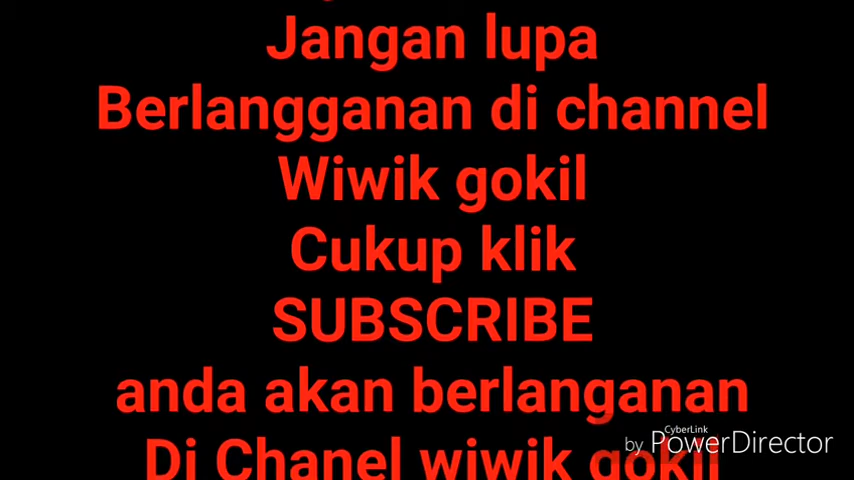 Jangan lupa
Berlangganan di channel
Wiwik gokil
Cukup klik
SUBSCRIBE
anda akan berlanganan
Di Chanel wiwik gokil
CyberLink
by PowerDirector